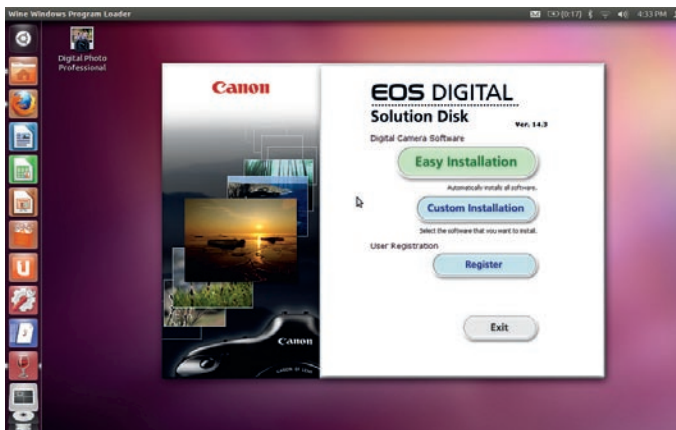 Wine Windows Program Loader
(0:17)
4:33 PM
Digital Photo
Professional
Canon
EOS DIGITAL
Solution Disk
Ver. 14.3
Digital Camera Software
Easy Installation
Automatically installs all software.
Custom Installation
Select the software that you want to install.
User Registration
Register
Exit
Canon